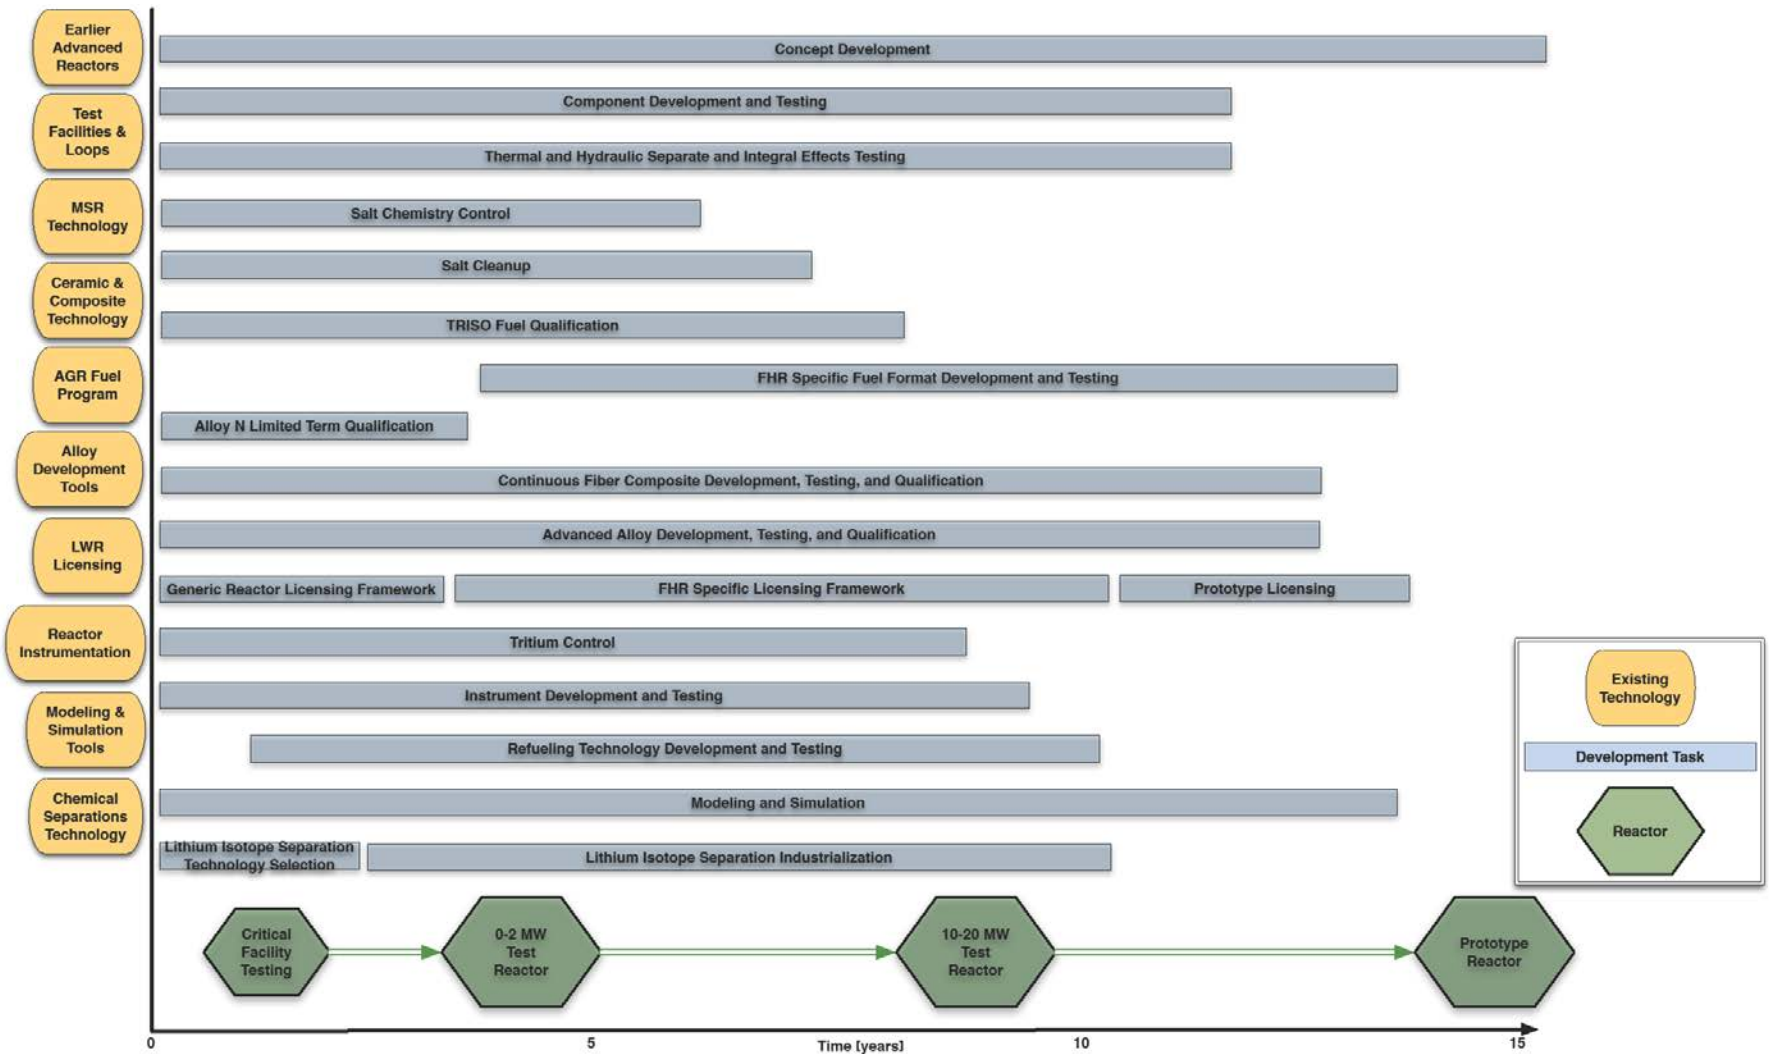 Earlier
Advanced
Reactors
Concept Development
Component Development and Testing
Test
Facilities &
Loops
Thermal and Hydraulic Separate and Integral Effects Testing
MSR
Technology
Salt Chemistry Control
Salt Cleanup
Ceramic &
Composite
Technology
TRISO Fuel Qualification
AGR Fuel
Program
FHR Specific Fuel Format Development and Testing
Alloy N Limited Term Qualification
Alloy
Development
Tools
Continuous Fiber Composite Development, Testing, and Qualification
Advanced Alloy Development, Testing, and Qualification
LWR
Licensing
Generic Reactor Licensing Framework
FHR Specific Licensing Framework
Prototype Licensing
Reactor
Instrumentation
Tritium Control
Instrument Development and Testing
Modeling &
Simulation
Tools
Refueling Technology Development and Testing
Modeling and Simulation
Chemical
Separations
Technology
Lithium Isotope Separation
Technology Selection
Lithium Isotope Separation Industrialization
Existing
Technology
Development Task
Reactor
Critical
Facility
Testing
0-2 MW
Test
Reactor
10-20 MW
Test
Reactor
Prototype
Reactor
0
5
Time [years]
10
15